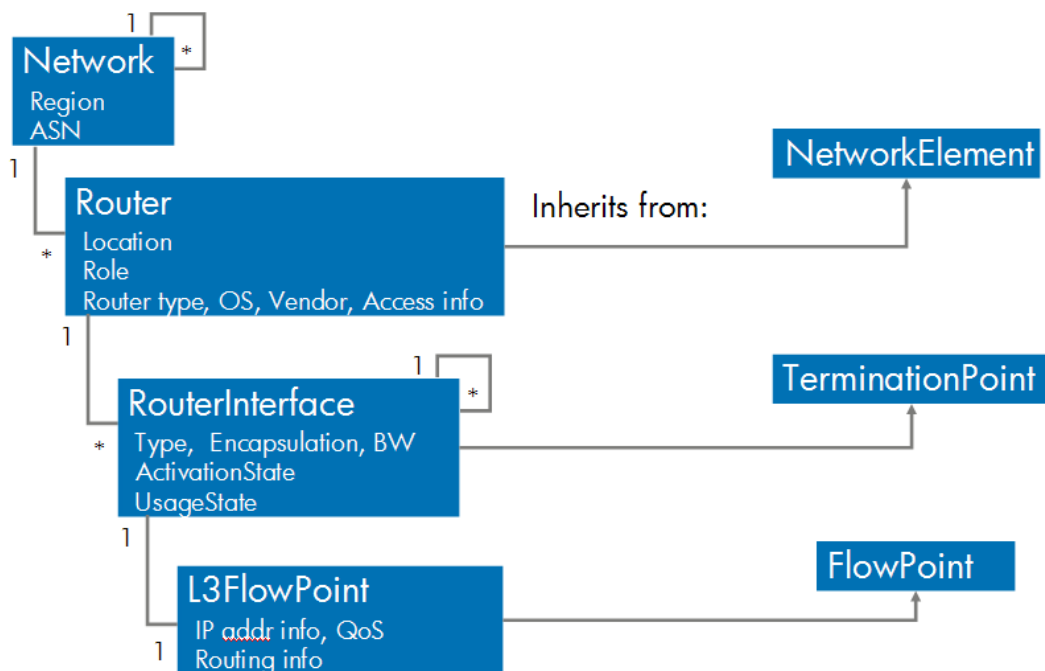 1
*
Network
Region
ASN
1
*
NetworkElement
Router
Location
Role
Router type, OS, Vendor, Access info
Inherits from:
1
*
1
*
TerminationPoint
RouterInterface
Type, Encapsulation, BW
ActivationState
UsageState
1
1
FlowPoint
L3FlowPoint
IP addr info, QoS
Routing info